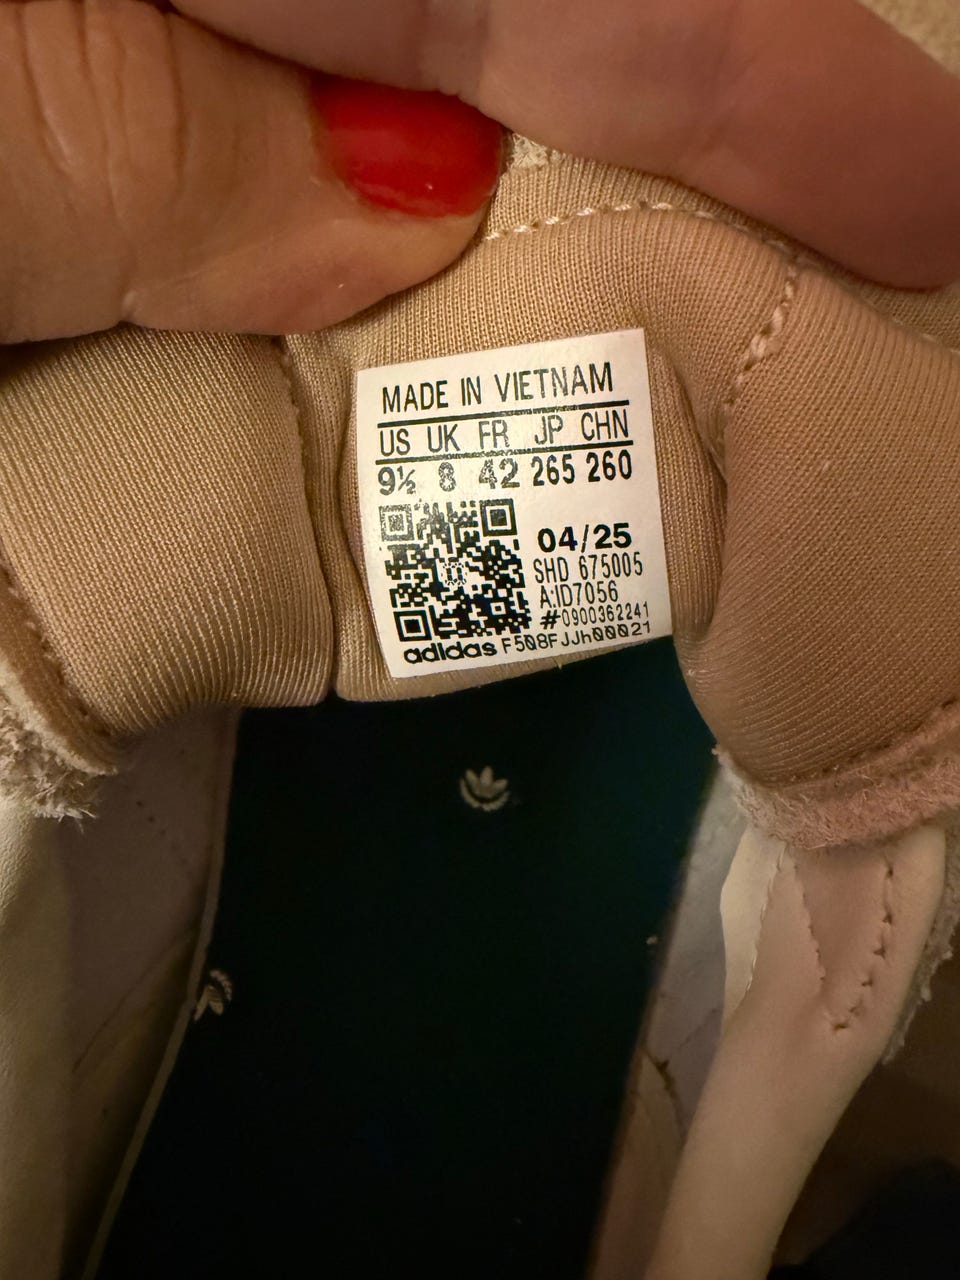 MADE IN VIETNAM
US UK FR JP CHN
9½ 8 42 265 260
04/25
SHD 675005
A:ID7056
#0900362241
adidas F508FJJh00021